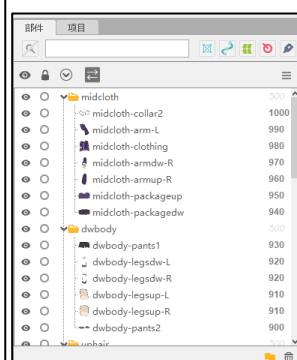 部件 项目
midcloth 500
midcloth-collar2 1000
midcloth-arm-L 990
midcloth-clothing 980
midcloth-armdw-R 970
midcloth-armup-R 960
midcloth-packageup 950
midcloth-packagedw 940
dwbody 500
dwbody-pants1 930
dwbody-legsdw-L 920
dwbody-legsdw-R 920
dwbody-legsup-L 910
dwbody-legsup-R 910
dwbody-pants2 900
uphair 500